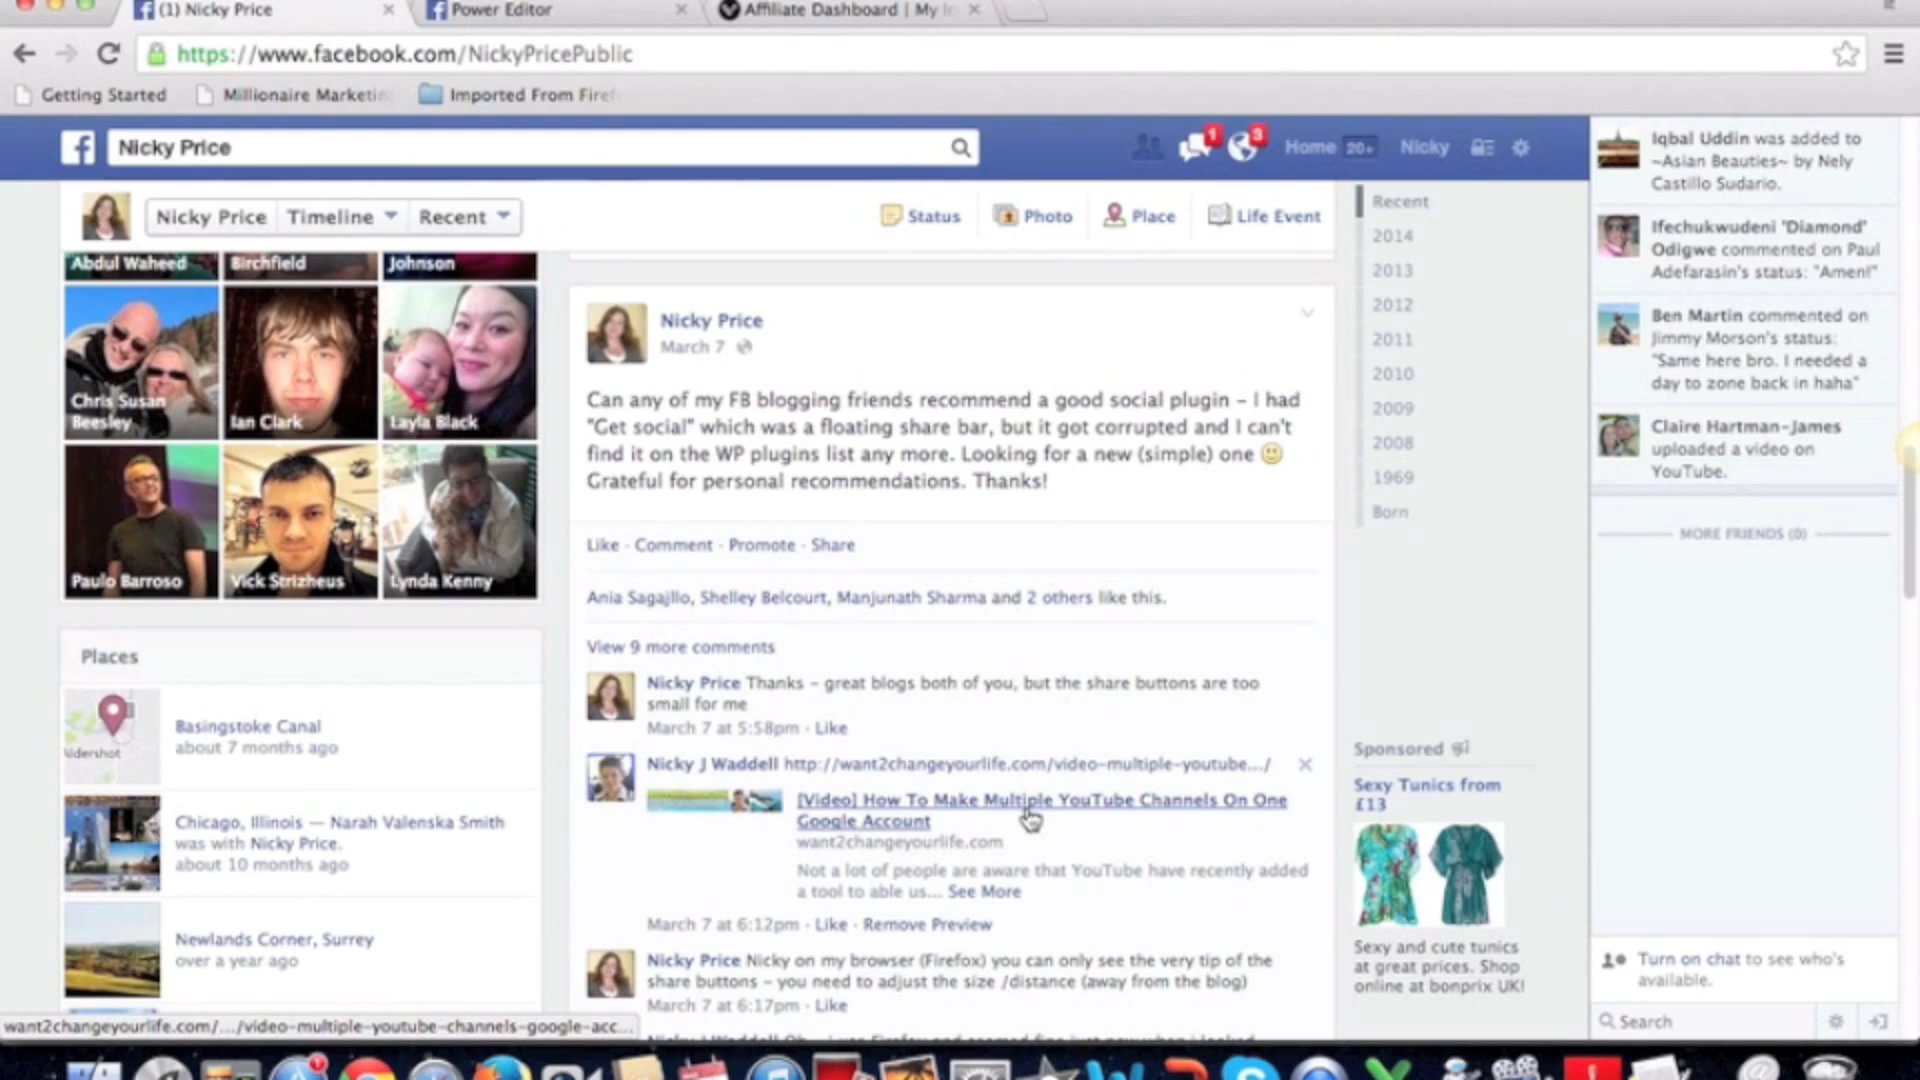 (1) Nicky Price
Power Editor
Affiliate Dashboard | My In
https://www.facebook.com/NickyPricePublic
Getting Started
Millionaire Marketin
Imported From Firef
Nicky Price
1
3
Home 20+
Nicky
Nicky Price
Timeline
Recent
Status
Photo
Place
Life Event
Abdul Waheed
Birchfield
Johnson
Chris Susan
Beesley
Ian Clark
Layla Black
Paulo Barroso
Vick Strizheus
Lynda Kenny
Places
ldershot
Basingstoke Canal
about 7 months ago
Chicago, Illinois — Narah Valenska Smith
was with Nicky Price.
about 10 months ago
Newlands Corner, Surrey
over a year ago
Nicky Price
March 7
Can any of my FB blogging friends recommend a good social plugin – I had
"Get social" which was a floating share bar, but it got corrupted and I can't
find it on the WP plugins list any more. Looking for a new (simple) one 🙂
Grateful for personal recommendations. Thanks!
Like · Comment · Promote · Share
Ania Sagajllo, Shelley Belcourt, Manjunath Sharma and 2 others like this.
View 9 more comments
Nicky Price Thanks – great blogs both of you, but the share buttons are too
small for me
March 7 at 5:58pm · Like
Nicky J Waddell http://want2changeyourlife.com/video-multiple-youtube.../
[Video] How To Make Multiple YouTube Channels On One
Google Account
want2changeyourlife.com
Not a lot of people are aware that YouTube have recently added
a tool to able us... See More
March 7 at 6:12pm · Like · Remove Preview
Nicky Price Nicky on my browser (Firefox) you can only see the very tip of the
share buttons – you need to adjust the size /distance (away from the blog)
March 7 at 6:17pm · Like
Recent
2014
2013
2012
2011
2010
2009
2008
1969
Born
Sponsored
Sexy Tunics from
£13
Sexy and cute tunics
at great prices. Shop
online at bonprix UK!
Iqbal Uddin was added to
~Asian Beauties~ by Nely
Castillo Sudario.
Ifechukwudeni "Diamond"
Odigwe commented on Paul
Adefarasin's status: "Amen!"
Ben Martin commented on
Jimmy Morson's status:
"Same here bro. I needed a
day to zone back in haha"
Claire Hartman-James
uploaded a video on
YouTube.
MORE FRIENDS (0)
Turn on chat to see who's
available.
Search
want2changeyourlife.com/.../video-multiple-youtube-channels-google-acc...